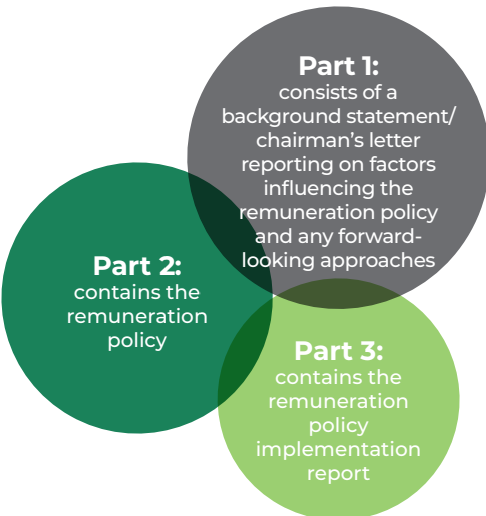 Part 1:
consists of a
background statement/
chairman's letter
reporting on factors
influencing the
remuneration policy
and any forward-
looking approaches
Part 2:
contains the
remuneration
policy
Part 3:
contains the
remuneration
policy
implementation
report